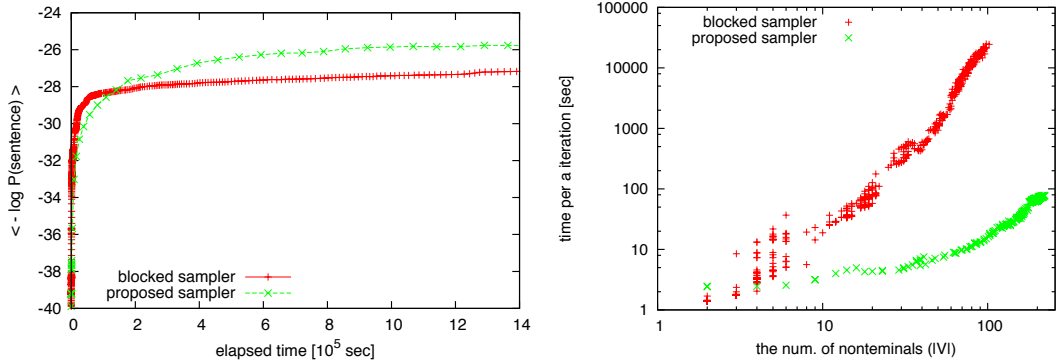 -24
-26
-28
-30
-32
-34
-36
-38
-40
< - log P(sentence) >
blocked sampler
proposed sampler
0 2 4 6 8 10 12 14
elapsed time [10^5 sec]
100000
10000
1000
100
10
1
time per a iteration [sec]
blocked sampler
proposed sampler
1 10 100
the num. of nonteminals (|V|)